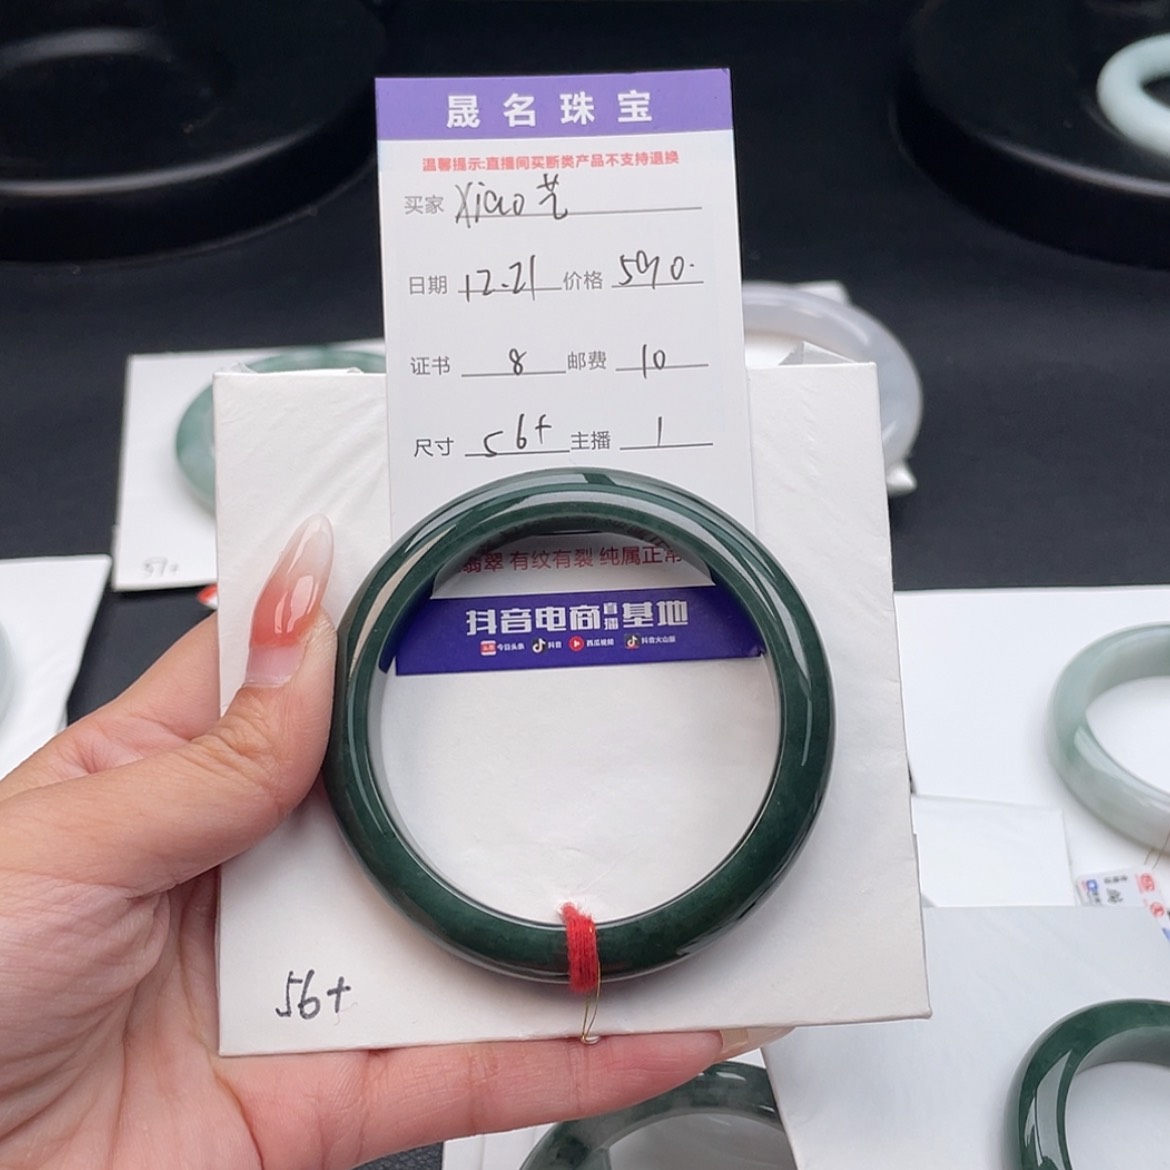 晟名珠宝
温馨提示:直播间买断类产品不支持退换
买家 Xiao艺
日期 12.21 价格 590.
证书 8 邮费 10
尺寸 56+ 主播 1
翡翠 有纹有裂 纯属正常
抖音电商直播基地
今日头条 抖音 西瓜视频 抖音火山版
56+
57+